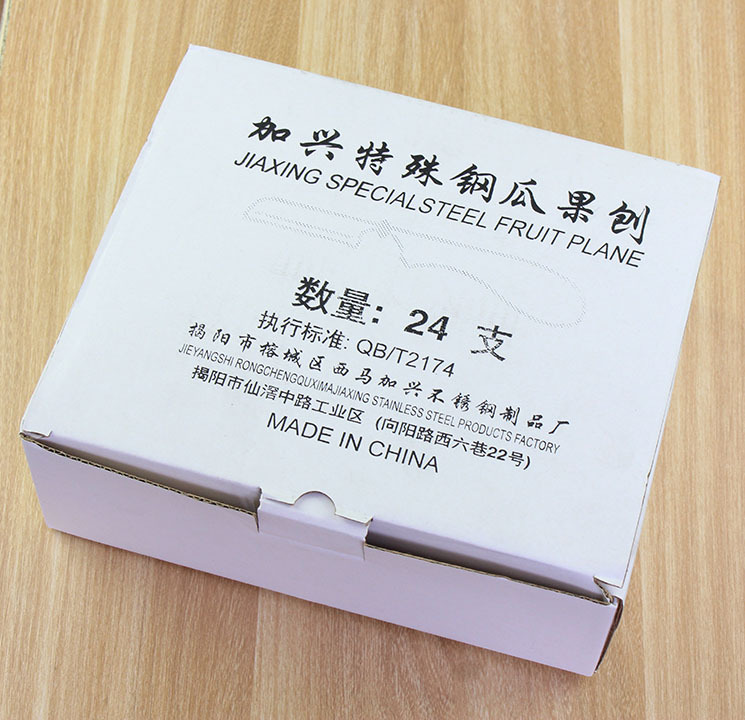 加兴特殊钢瓜果刨
JIAXING SPECIALSTEEL FRUIT PLANE
数量: 24 支
执行标准: QB/T2174
揭阳市榕城区西马加兴不锈钢制品厂
JIEYANGSHI RONGCHENGQUXIMAJIAXING STAINLESS STEEL PRODUCTS FACTORY
揭阳市仙滘中路工业区 (向阳路西六巷22号)
MADE IN CHINA